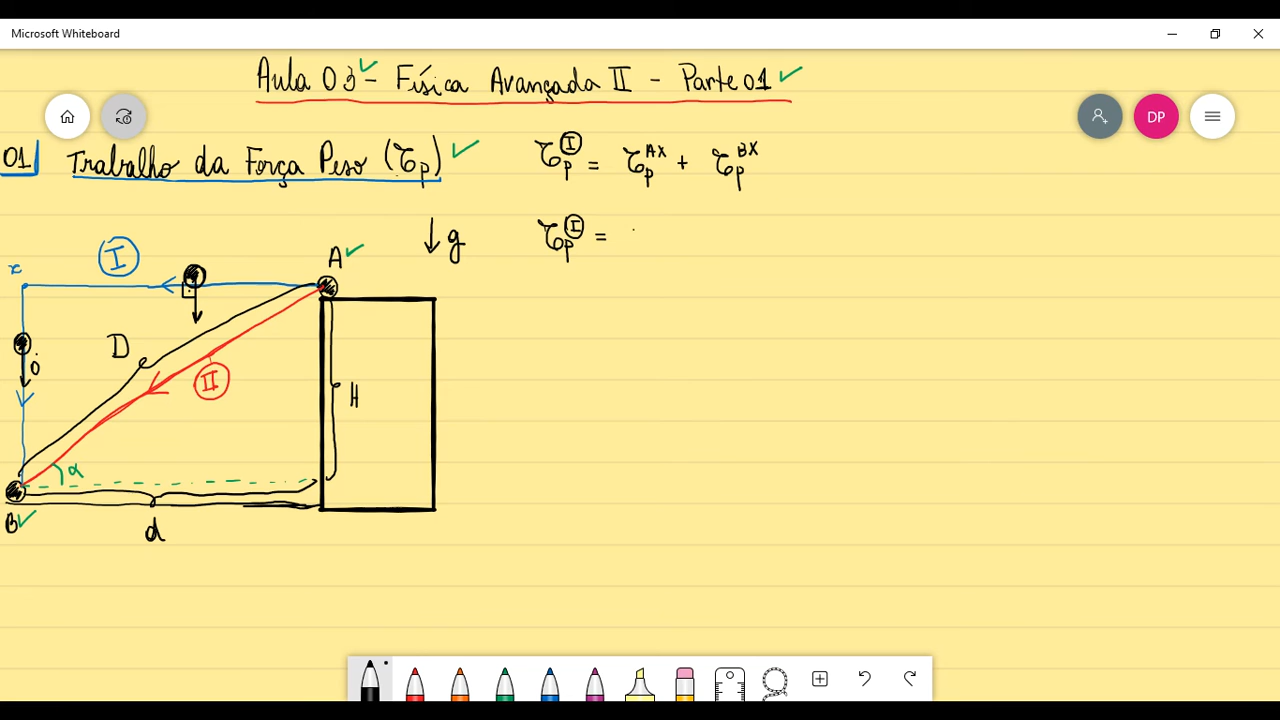 Microsoft Whiteboard
Aula 03 - Física Avançada II - Parte 01
DP
01 Trabalho da Força Peso (τp)
τp^I = τp^AX + τp^BX
τp^I =
g
I
A
x
D
II
H
α
B
d